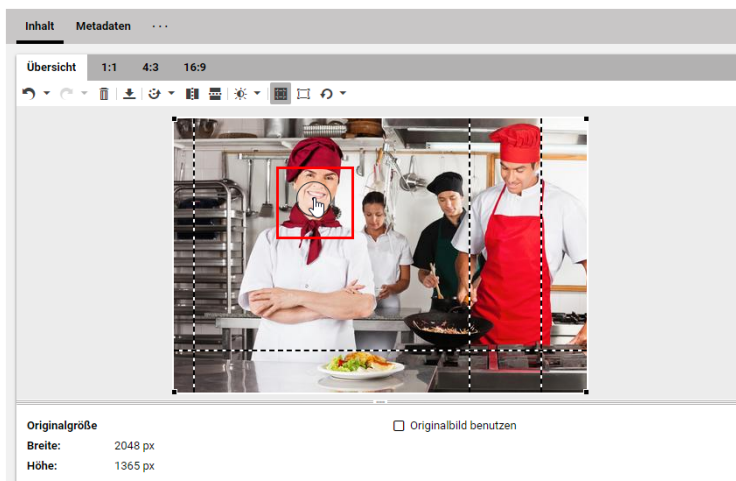 Inhalt Metadaten ...
Übersicht 1:1 4:3 16:9
Originalgröße
Originalbild benutzen
Breite: 2048 px
Höhe: 1365 px